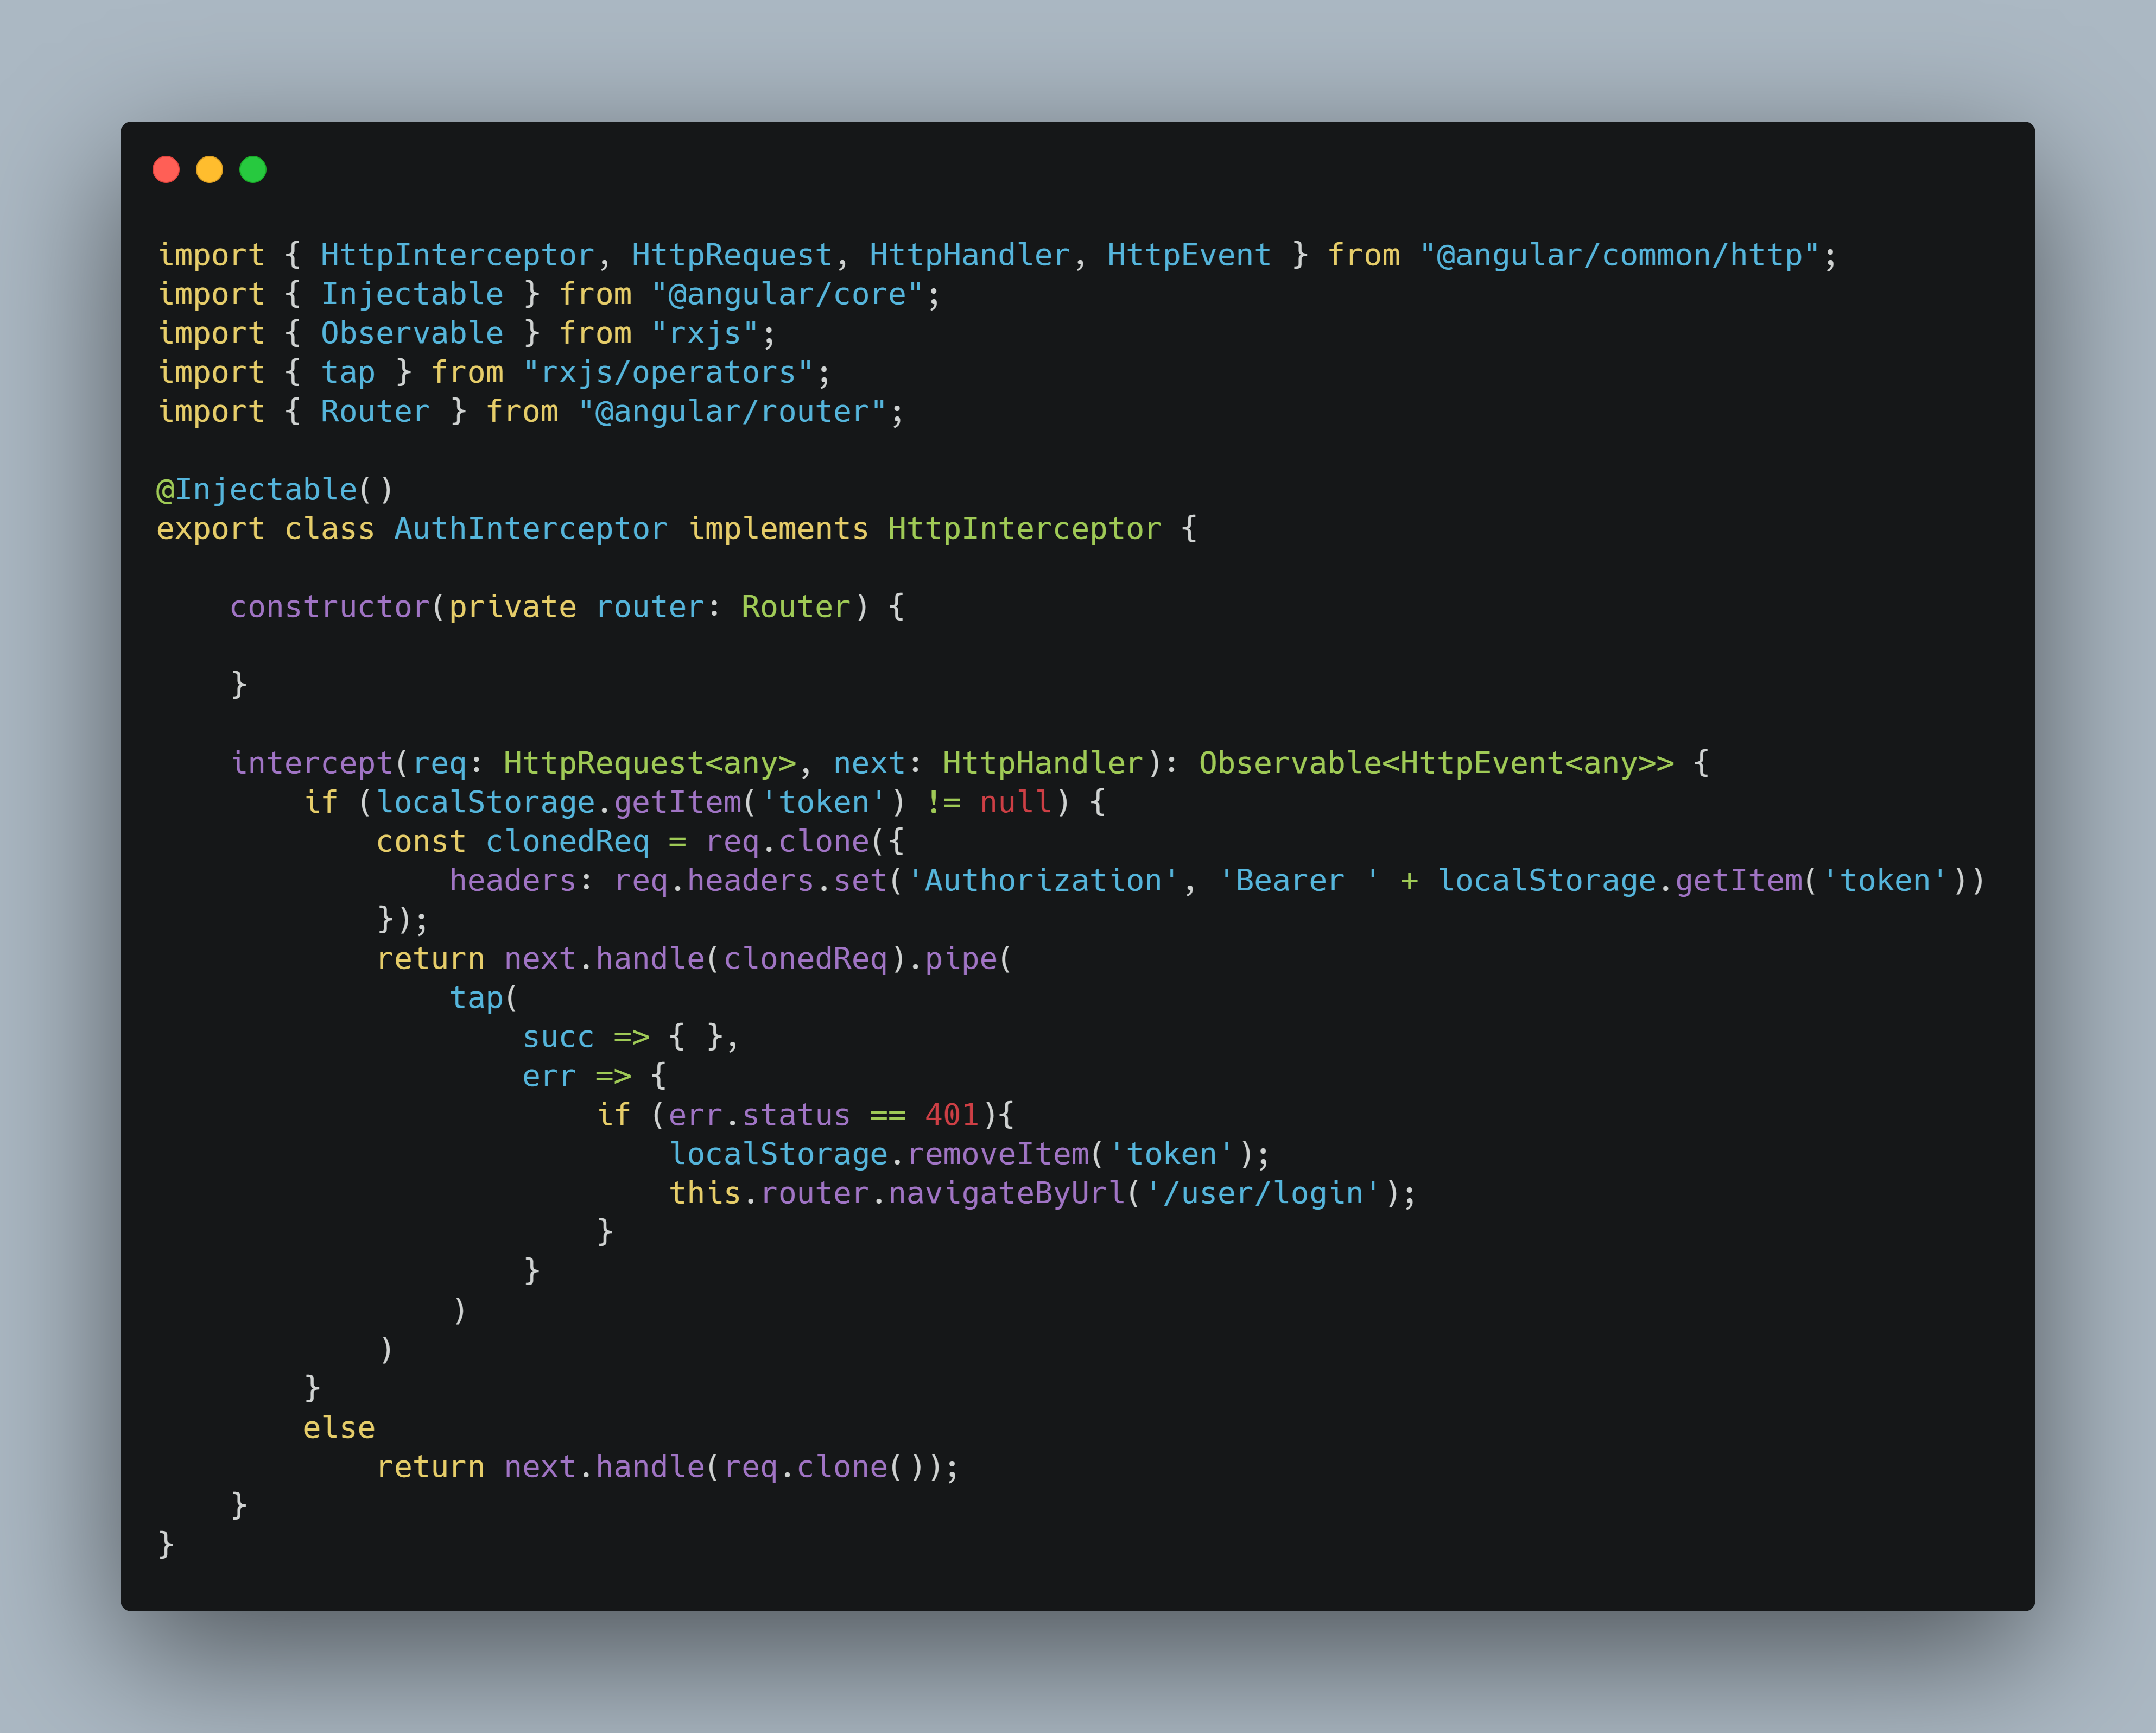 import { HttpInterceptor, HttpRequest, HttpHandler, HttpEvent } from "@angular/common/http";
import { Injectable } from "@angular/core";
import { Observable } from "rxjs";
import { tap } from "rxjs/operators";
import { Router } from "@angular/router";

@Injectable()
export class AuthInterceptor implements HttpInterceptor {

    constructor(private router: Router) {

    }

    intercept(req: HttpRequest<any>, next: HttpHandler): Observable<HttpEvent<any>> {
        if (localStorage.getItem('token') != null) {
            const clonedReq = req.clone({
                headers: req.headers.set('Authorization', 'Bearer ' + localStorage.getItem('token'))
            });
            return next.handle(clonedReq).pipe(
                tap(
                    succ => { },
                    err => {
                        if (err.status == 401){
                            localStorage.removeItem('token');
                            this.router.navigateByUrl('/user/login');
                        }
                    }
                )
            )
        }
        else
            return next.handle(req.clone());
    }
}